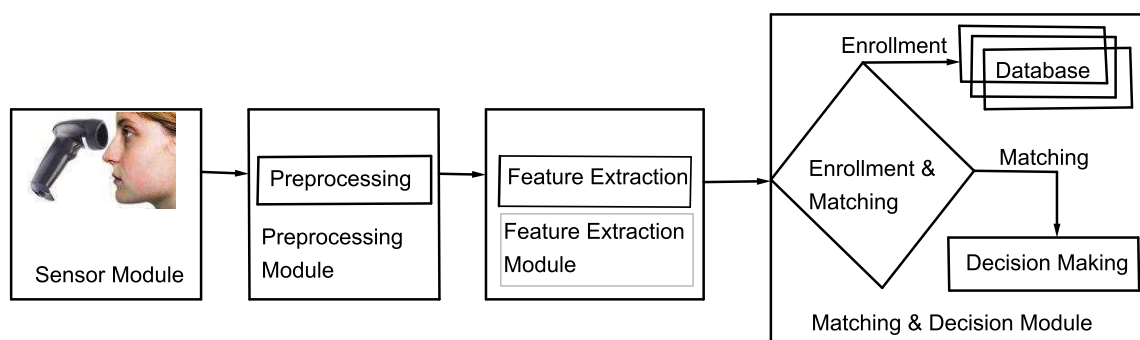 Sensor Module
Preprocessing
Preprocessing
Module
Feature Extraction
Feature Extraction
Module
Enrollment
Database
Enrollment &
Matching
Matching
Decision Making
Matching & Decision Module